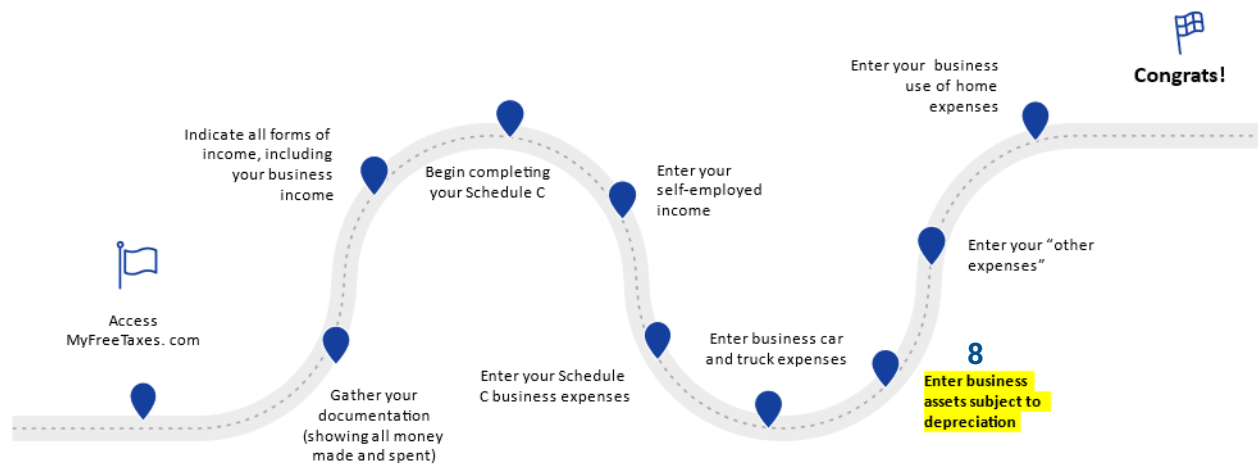 Access
MyFreeTaxes. com
Gather your
documentation
(showing all money
made and spent)
Indicate all forms of
income, including
your business
income
Begin completing
your Schedule C
Enter your
self-employed
income
Enter your Schedule
C business expenses
Enter business car
and truck expenses
8
Enter business
assets subject to
depreciation
Enter your “other
expenses”
Enter your business
use of home
expenses
Congrats!